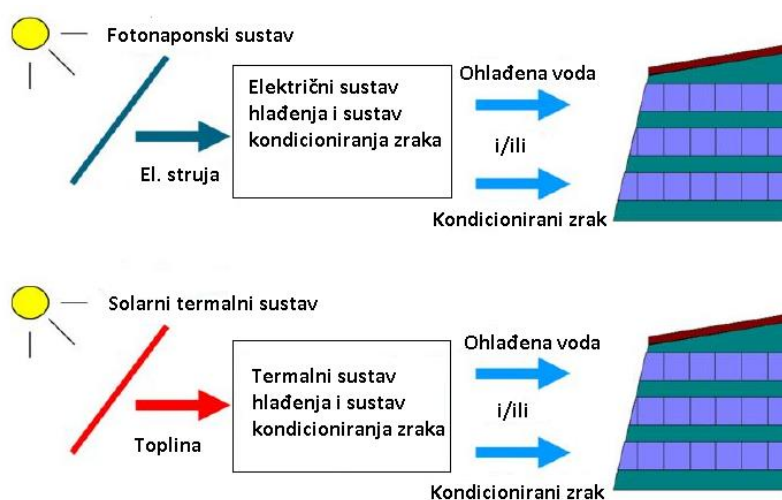 Fotonaponski sustav
Električni sustav
hlađenja i sustav
kondicioniranja zraka
El. struja
Ohlađena voda
i/ili
Kondicionirani zrak
Solarni termalni sustav
Termalni sustav
hlađenja i sustav
kondicioniranja zraka
Toplina
Ohlađena voda
i/ili
Kondicionirani zrak